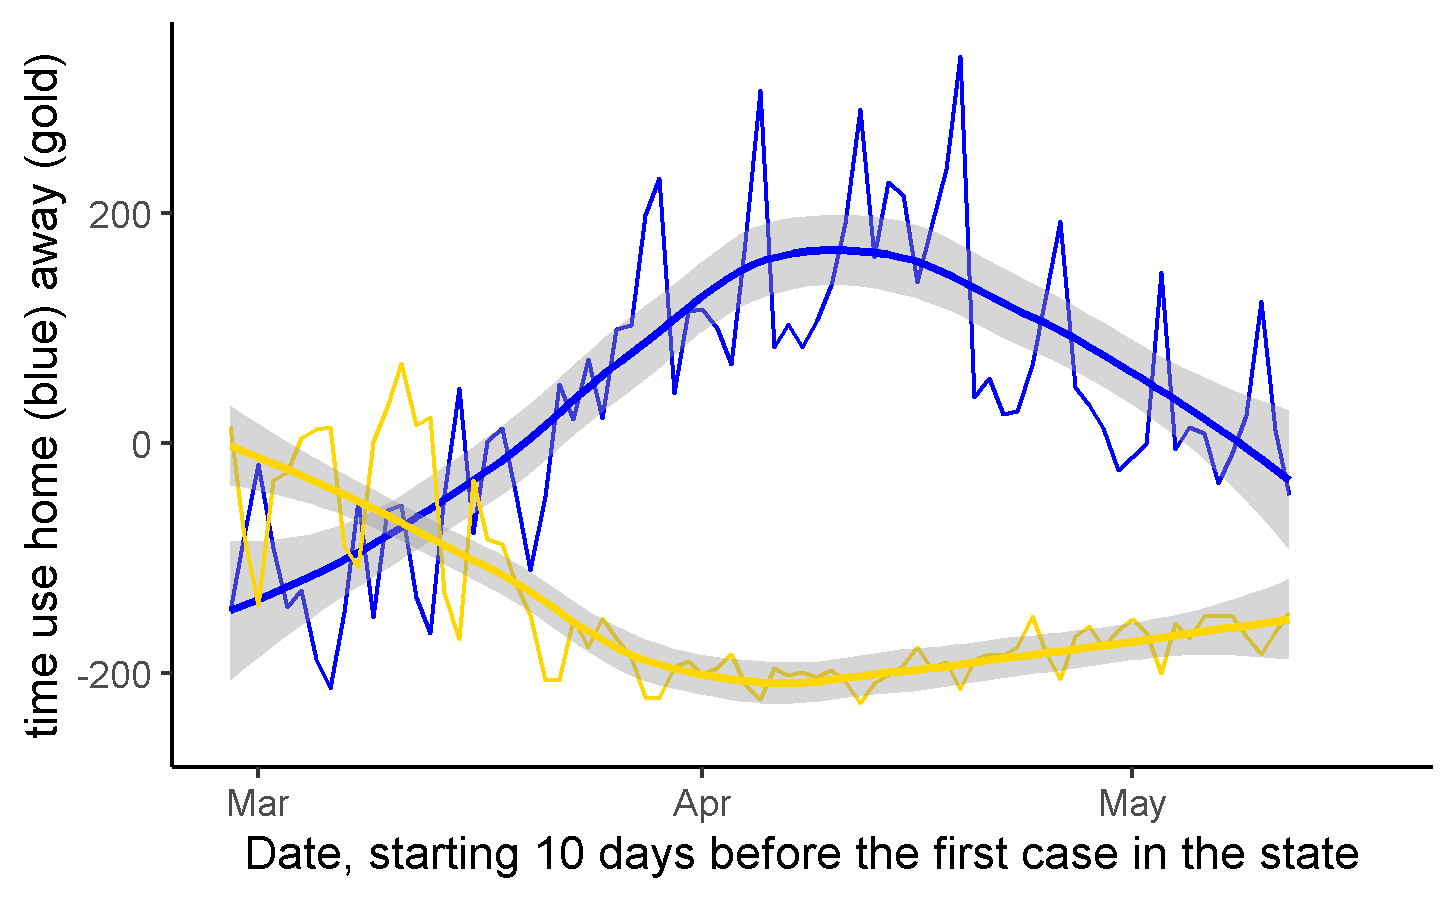 time use home (blue) away (gold)
200
0
-200
Mar Apr May
Date, starting 10 days before the first case in the state